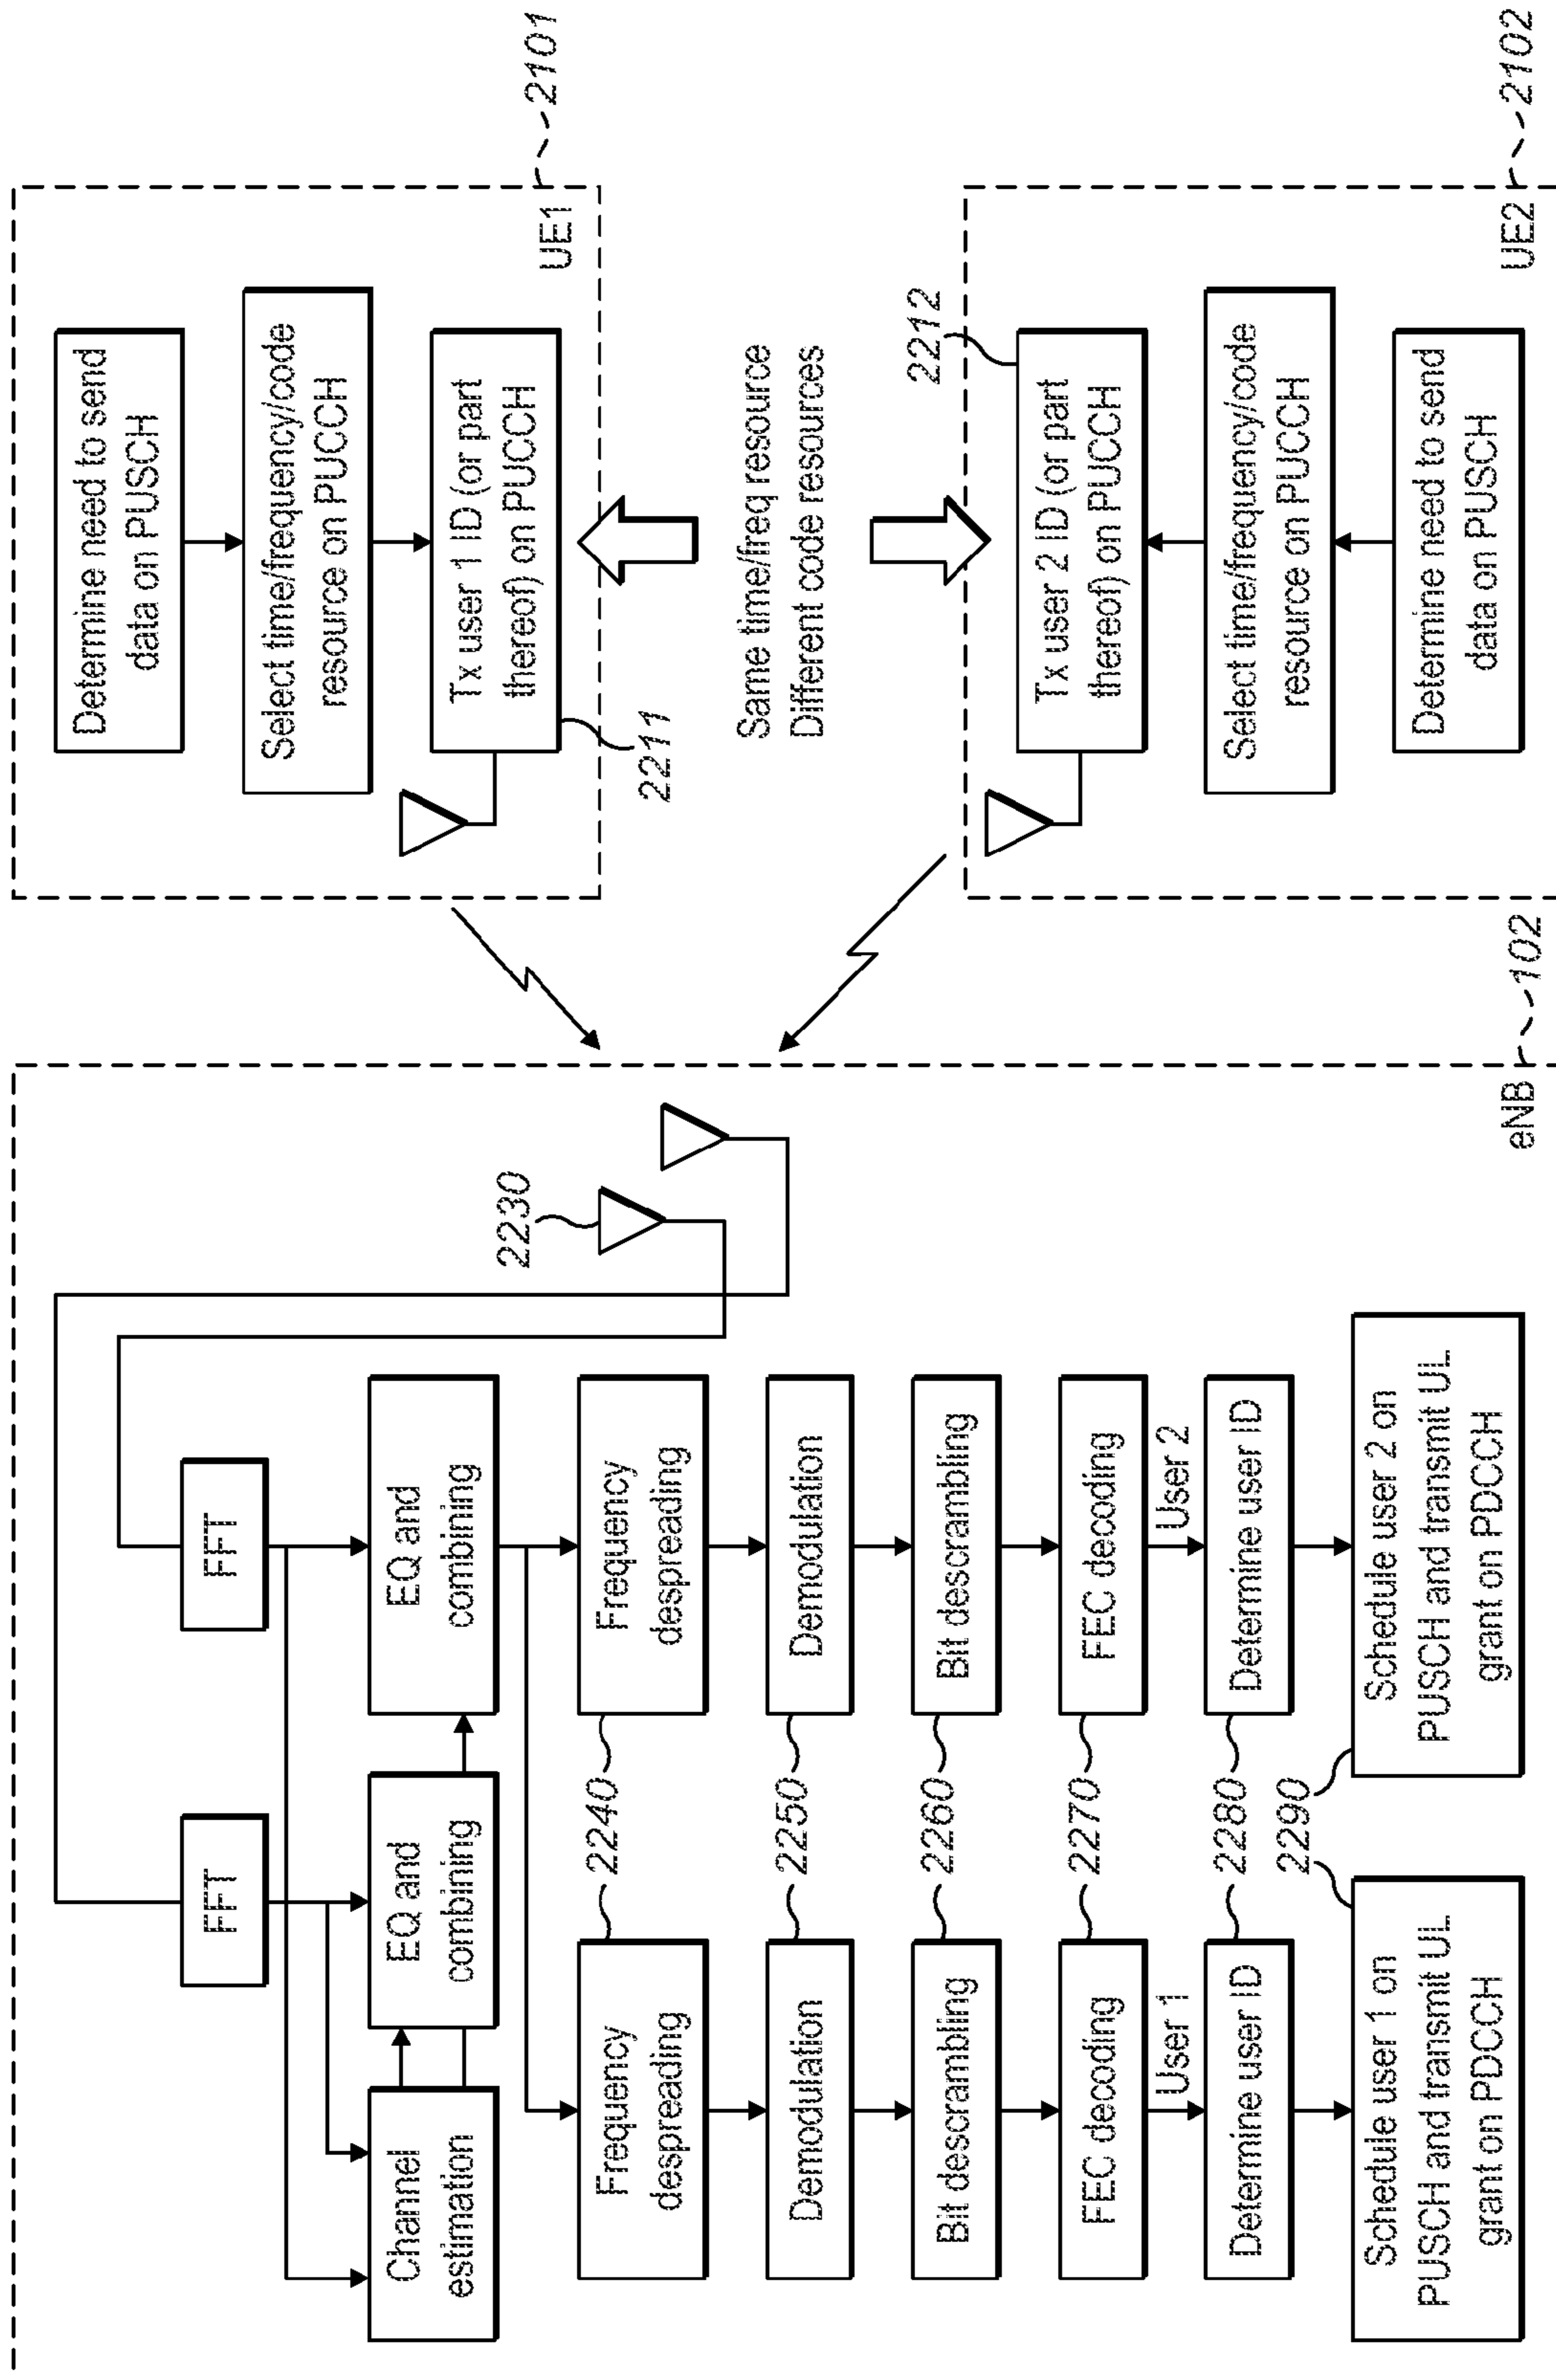 Determine need to send
data on PUSCH
Select time/frequency/code
resource on PUCCH
Tx user 1 ID (or part
thereof) on PUCCH
2211
UE1
2101
Same time/freq resource
Different code resources
2212
Tx user 2 ID (or part
thereof) on PUCCH
Select time/frequency/code
resource on PUCCH
Determine need to send
data on PUSCH
UE2
2102
2230
eNB
102
FFT
FFT
Channel
estimation
EQ and
combining
EQ and
combining
Frequency
despreading
2240
Frequency
despreading
Demodulation
2250
Demodulation
Bit descrambling
2260
Bit descrambling
FEC decoding
2270
FEC decoding
User 1
User 2
Determine user ID
2280
Determine user ID
Schedule user 1 on
PUSCH and transmit UL
grant on PDCCH
2290
Schedule user 2 on
PUSCH and transmit UL
grant on PDCCH